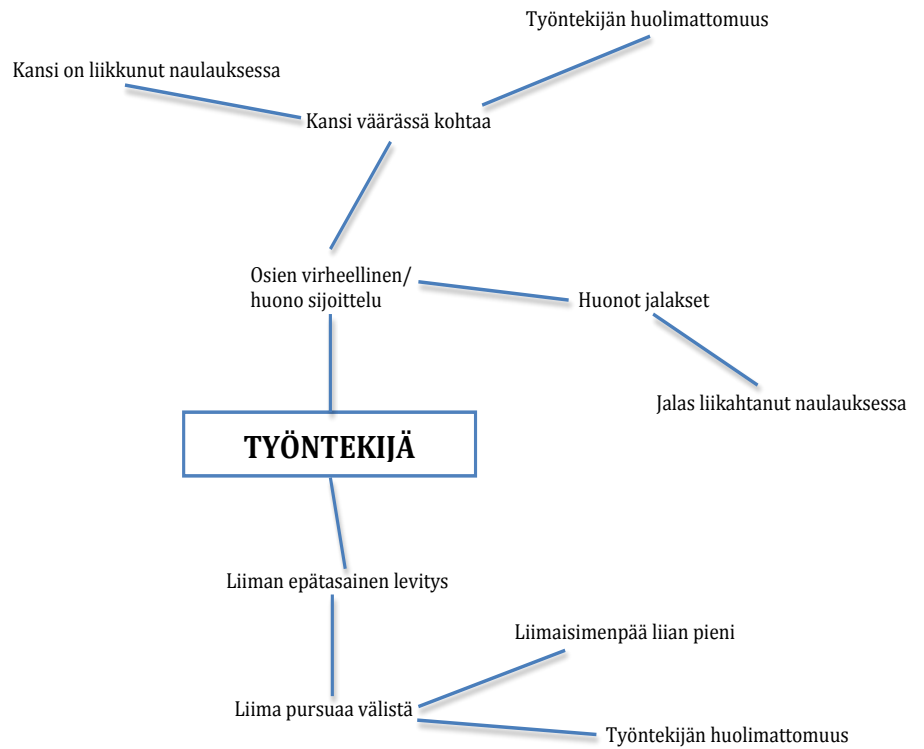 Työntekijän huolimattomuus
Kansi on liikkunut naulauksessa
Kansi väärässä kohtaa
Osien virheellinen/
huono sijoittelu
Huonot jalakset
Jalas liikahtanut naulauksessa
TYÖNTEKIJÄ
Liiman epätasainen levitys
Liimaisimenpää liian pieni
Liima pursuaa välistä
Työntekijän huolimattomuus